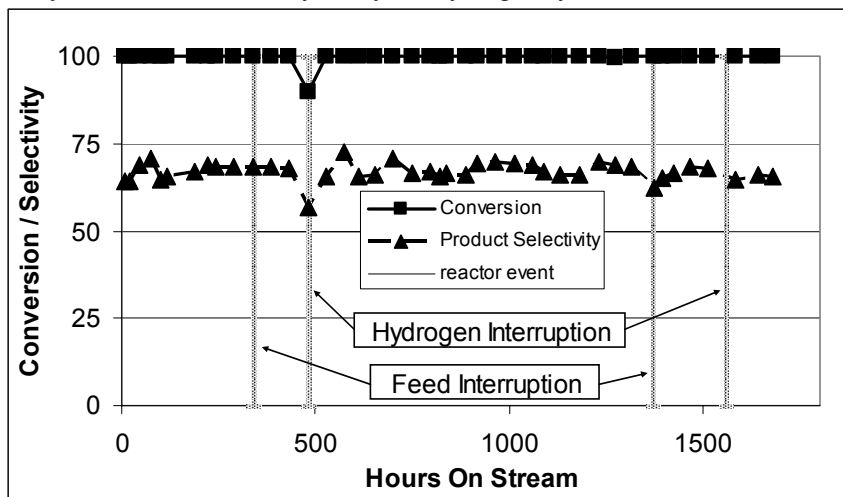 100
75
50
25
0
Conversion / Selectivity
Conversion
Product Selectivity
reactor event
Hydrogen Interruption
Feed Interruption
0
500
1000
1500
Hours On Stream